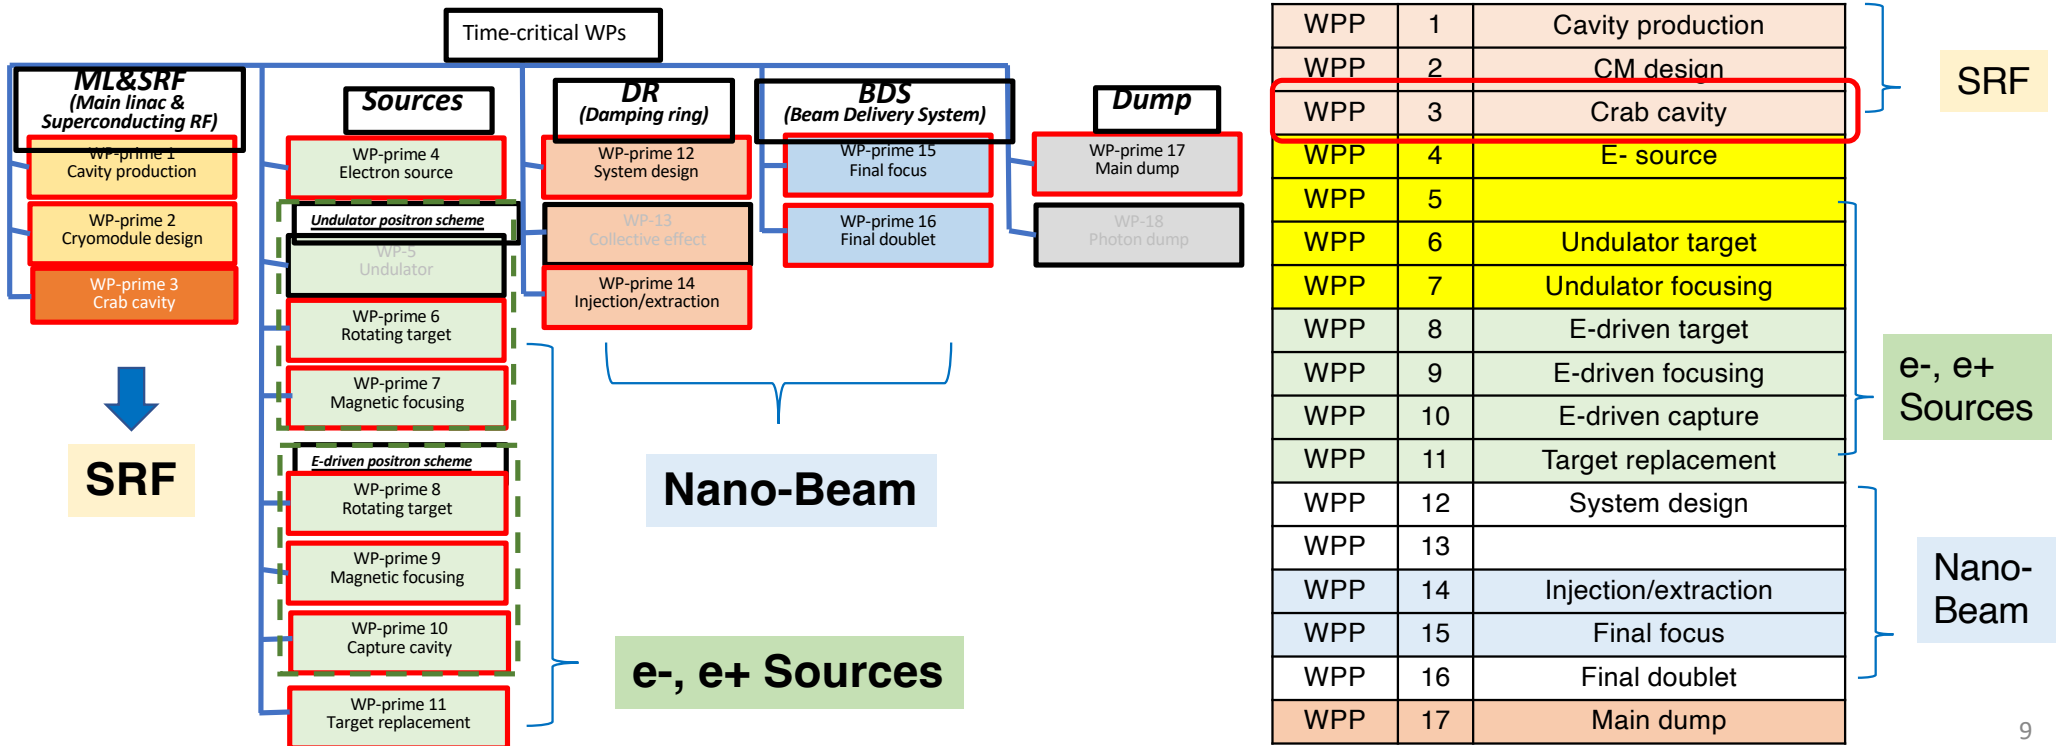 Time-critical WPs
ML&SRF
(Main linac &
Superconducting RF)
WP-prime 1
Cavity production
WP-prime 2
Cryomodule design
WP-prime 3
Crab cavity
SRF
Sources
WP-prime 4
Electron source
Undulator positron scheme
WP-5
Undulator
WP-prime 6
Rotating target
WP-prime 7
Magnetic focusing
E-driven positron scheme
WP-prime 8
Rotating target
WP-prime 9
Magnetic focusing
WP-prime 10
Capture cavity
WP-prime 11
Target replacement
DR
(Damping ring)
WP-prime 12
System design
WP-13
Collective effect
WP-prime 14
Injection/extraction
BDS
(Beam Delivery System)
WP-prime 15
Final focus
WP-prime 16
Final doublet
Dump
WP-prime 17
Main dump
WP-18
Photon dump
Nano-Beam
e-, e+ Sources
WPP 1 Cavity production
WPP 2 CM design
WPP 3 Crab cavity
WPP 4 E- source
WPP 5
WPP 6 Undulator target
WPP 7 Undulator focusing
WPP 8 E-driven target
WPP 9 E-driven focusing
WPP 10 E-driven capture
WPP 11 Target replacement
WPP 12 System design
WPP 13
WPP 14 Injection/extraction
WPP 15 Final focus
WPP 16 Final doublet
WPP 17 Main dump
SRF
e-, e+
Sources
Nano-
Beam
9